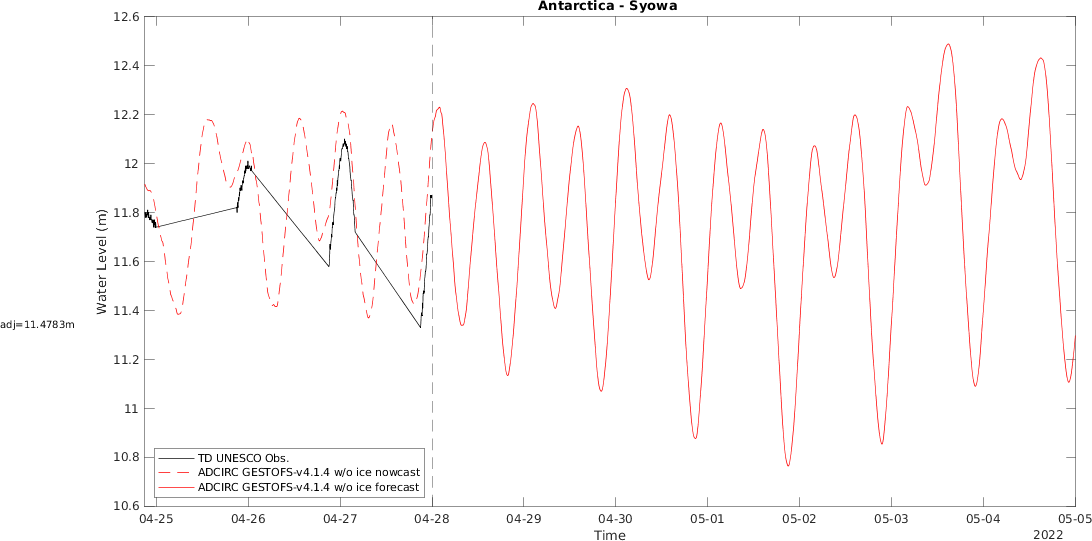 Antarctica - Syowa
12.6
12.4
12.2
12
11.8
11.6
11.4
11.2
11
10.8
10.6
Water Level (m)
adj=11.4783m
TD UNESCO Obs.
ADCIRC GESTOFS-v4.1.4 w/o ice nowcast
ADCIRC GESTOFS-v4.1.4 w/o ice forecast
04-25 04-26 04-27 04-28 04-29 04-30 05-01 05-02 05-03 05-04 05-05
Time
2022